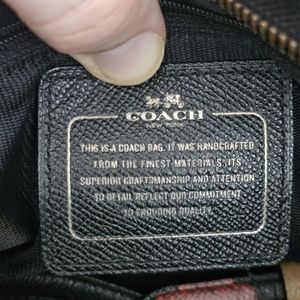 COACH
NEW YORK
THIS IS A COACH BAG. IT WAS HANDCRAFTED
FROM THE FINEST MATERIALS. ITS
SUPERIOR CRAFTSMANSHIP AND ATTENTION
TO DETAIL REFLECT OUR COMMITMENT
TO ENDURING QUALITY.